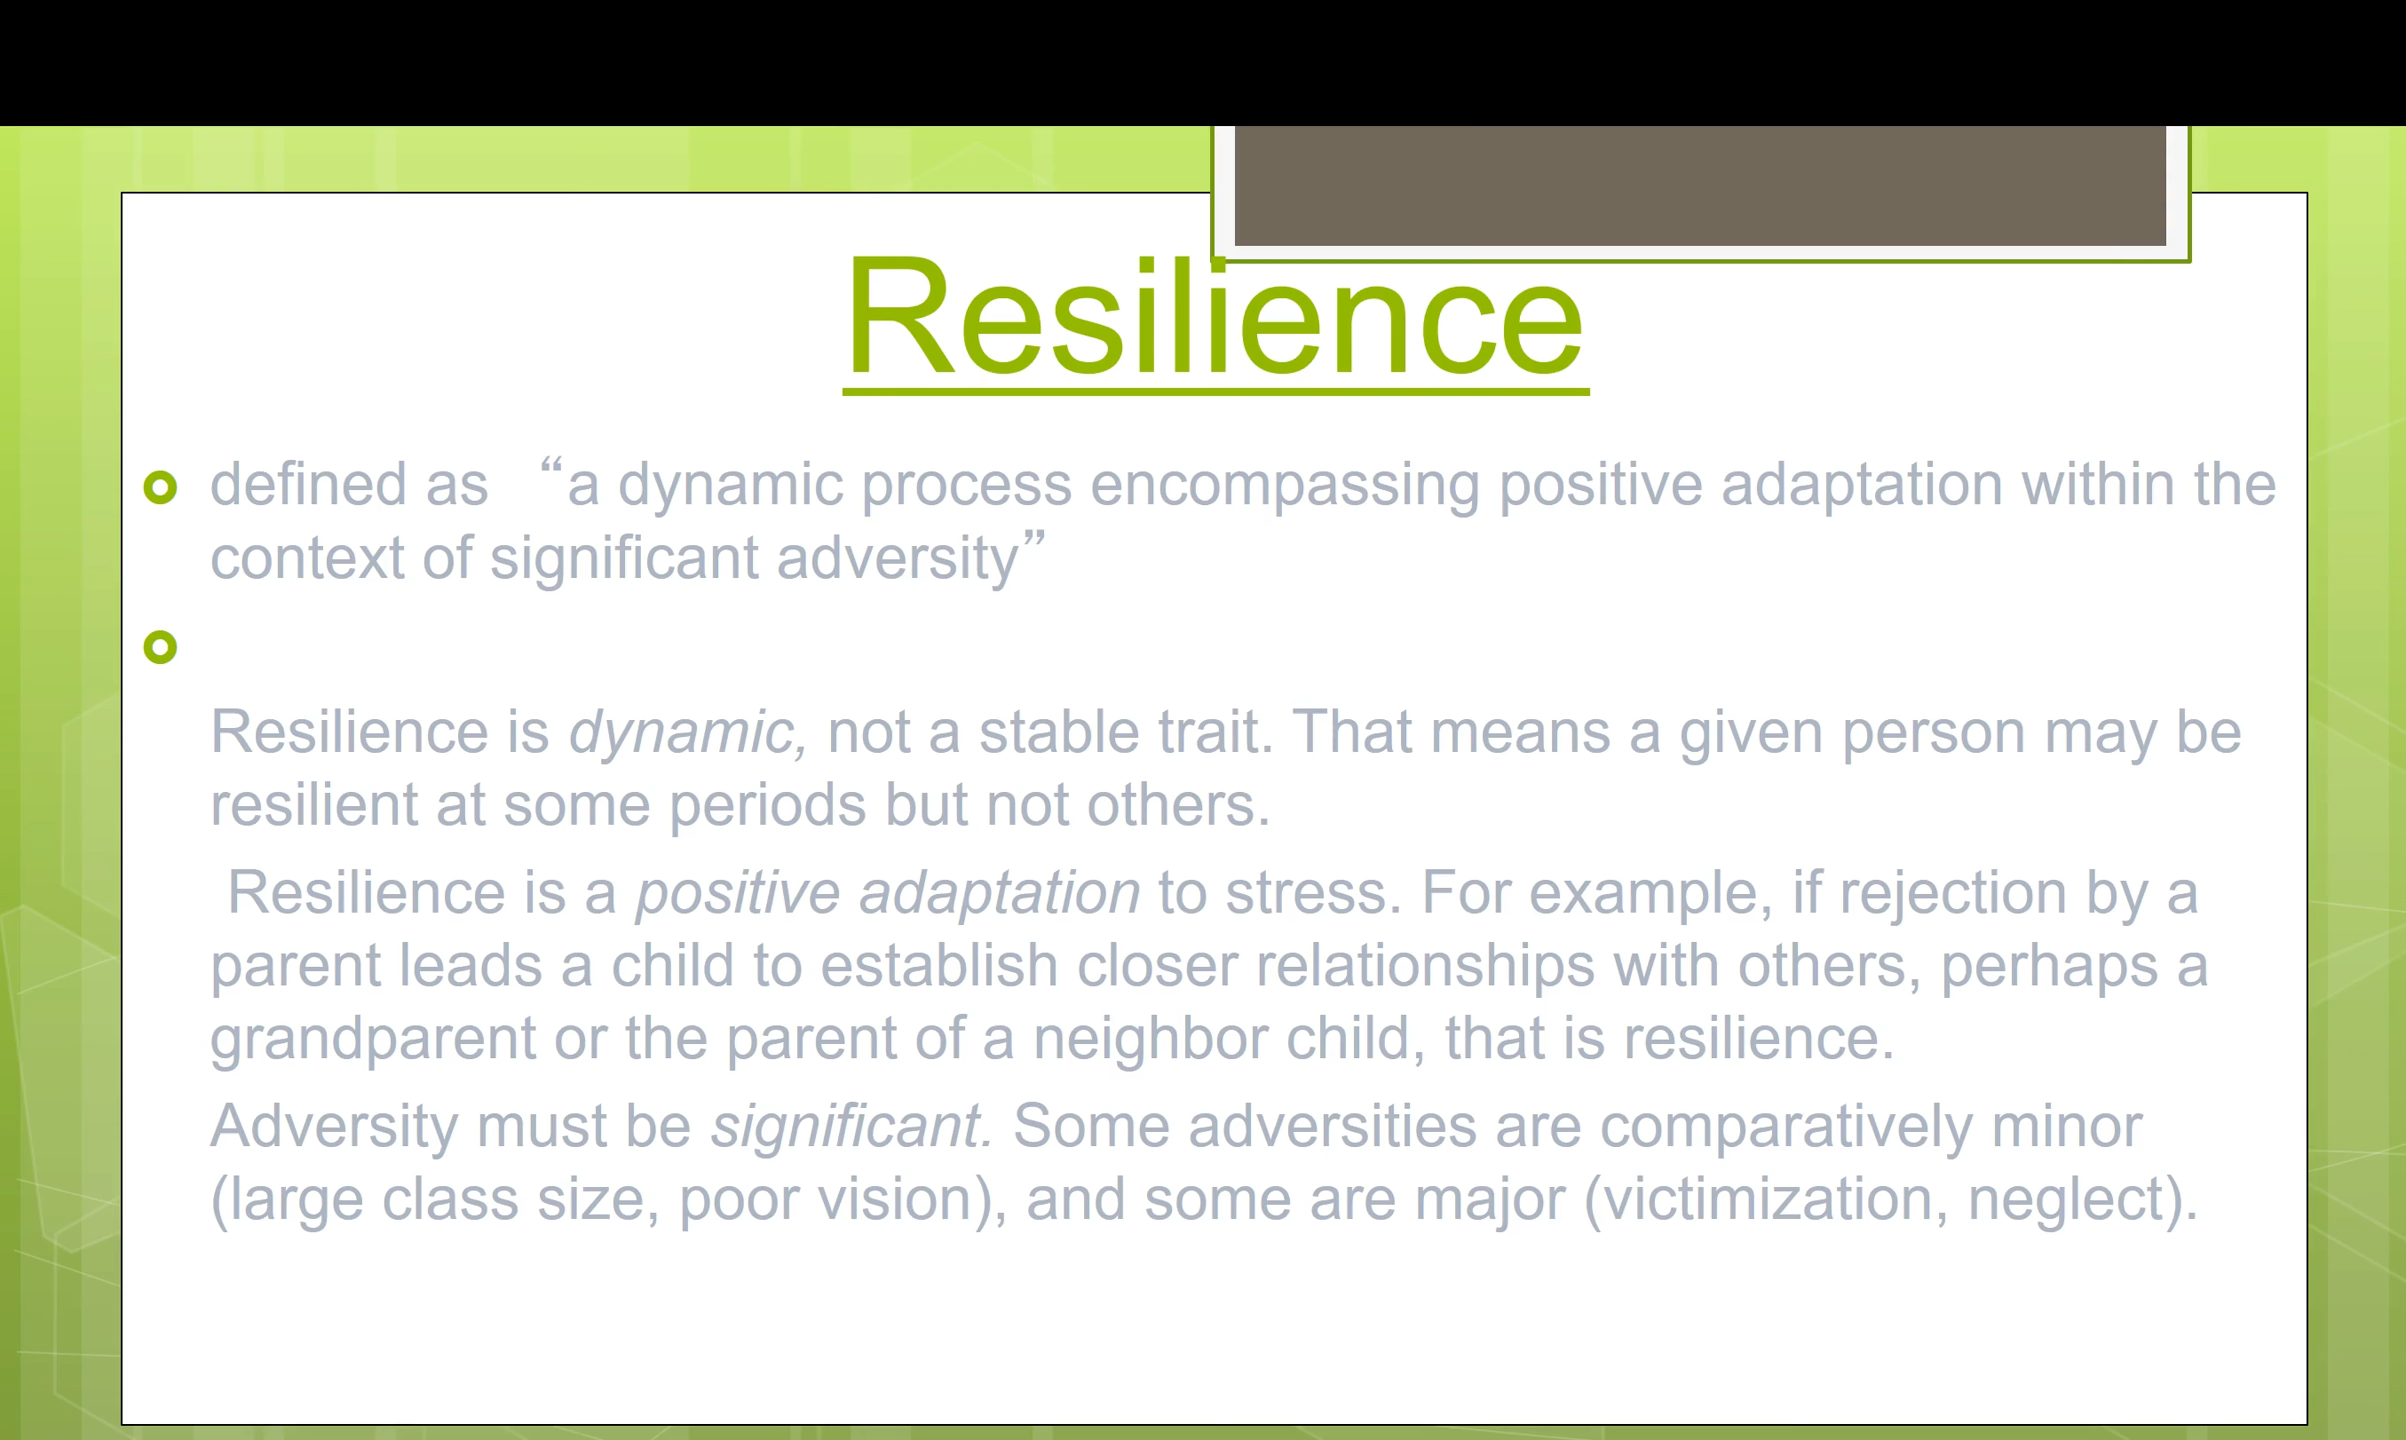 Resilience
defined as “a dynamic process encompassing positive adaptation within the
context of significant adversity”
Resilience is dynamic, not a stable trait. That means a given person may be
resilient at some periods but not others.
Resilience is a positive adaptation to stress. For example, if rejection by a
parent leads a child to establish closer relationships with others, perhaps a
grandparent or the parent of a neighbor child, that is resilience.
Adversity must be significant. Some adversities are comparatively minor
(large class size, poor vision), and some are major (victimization, neglect).